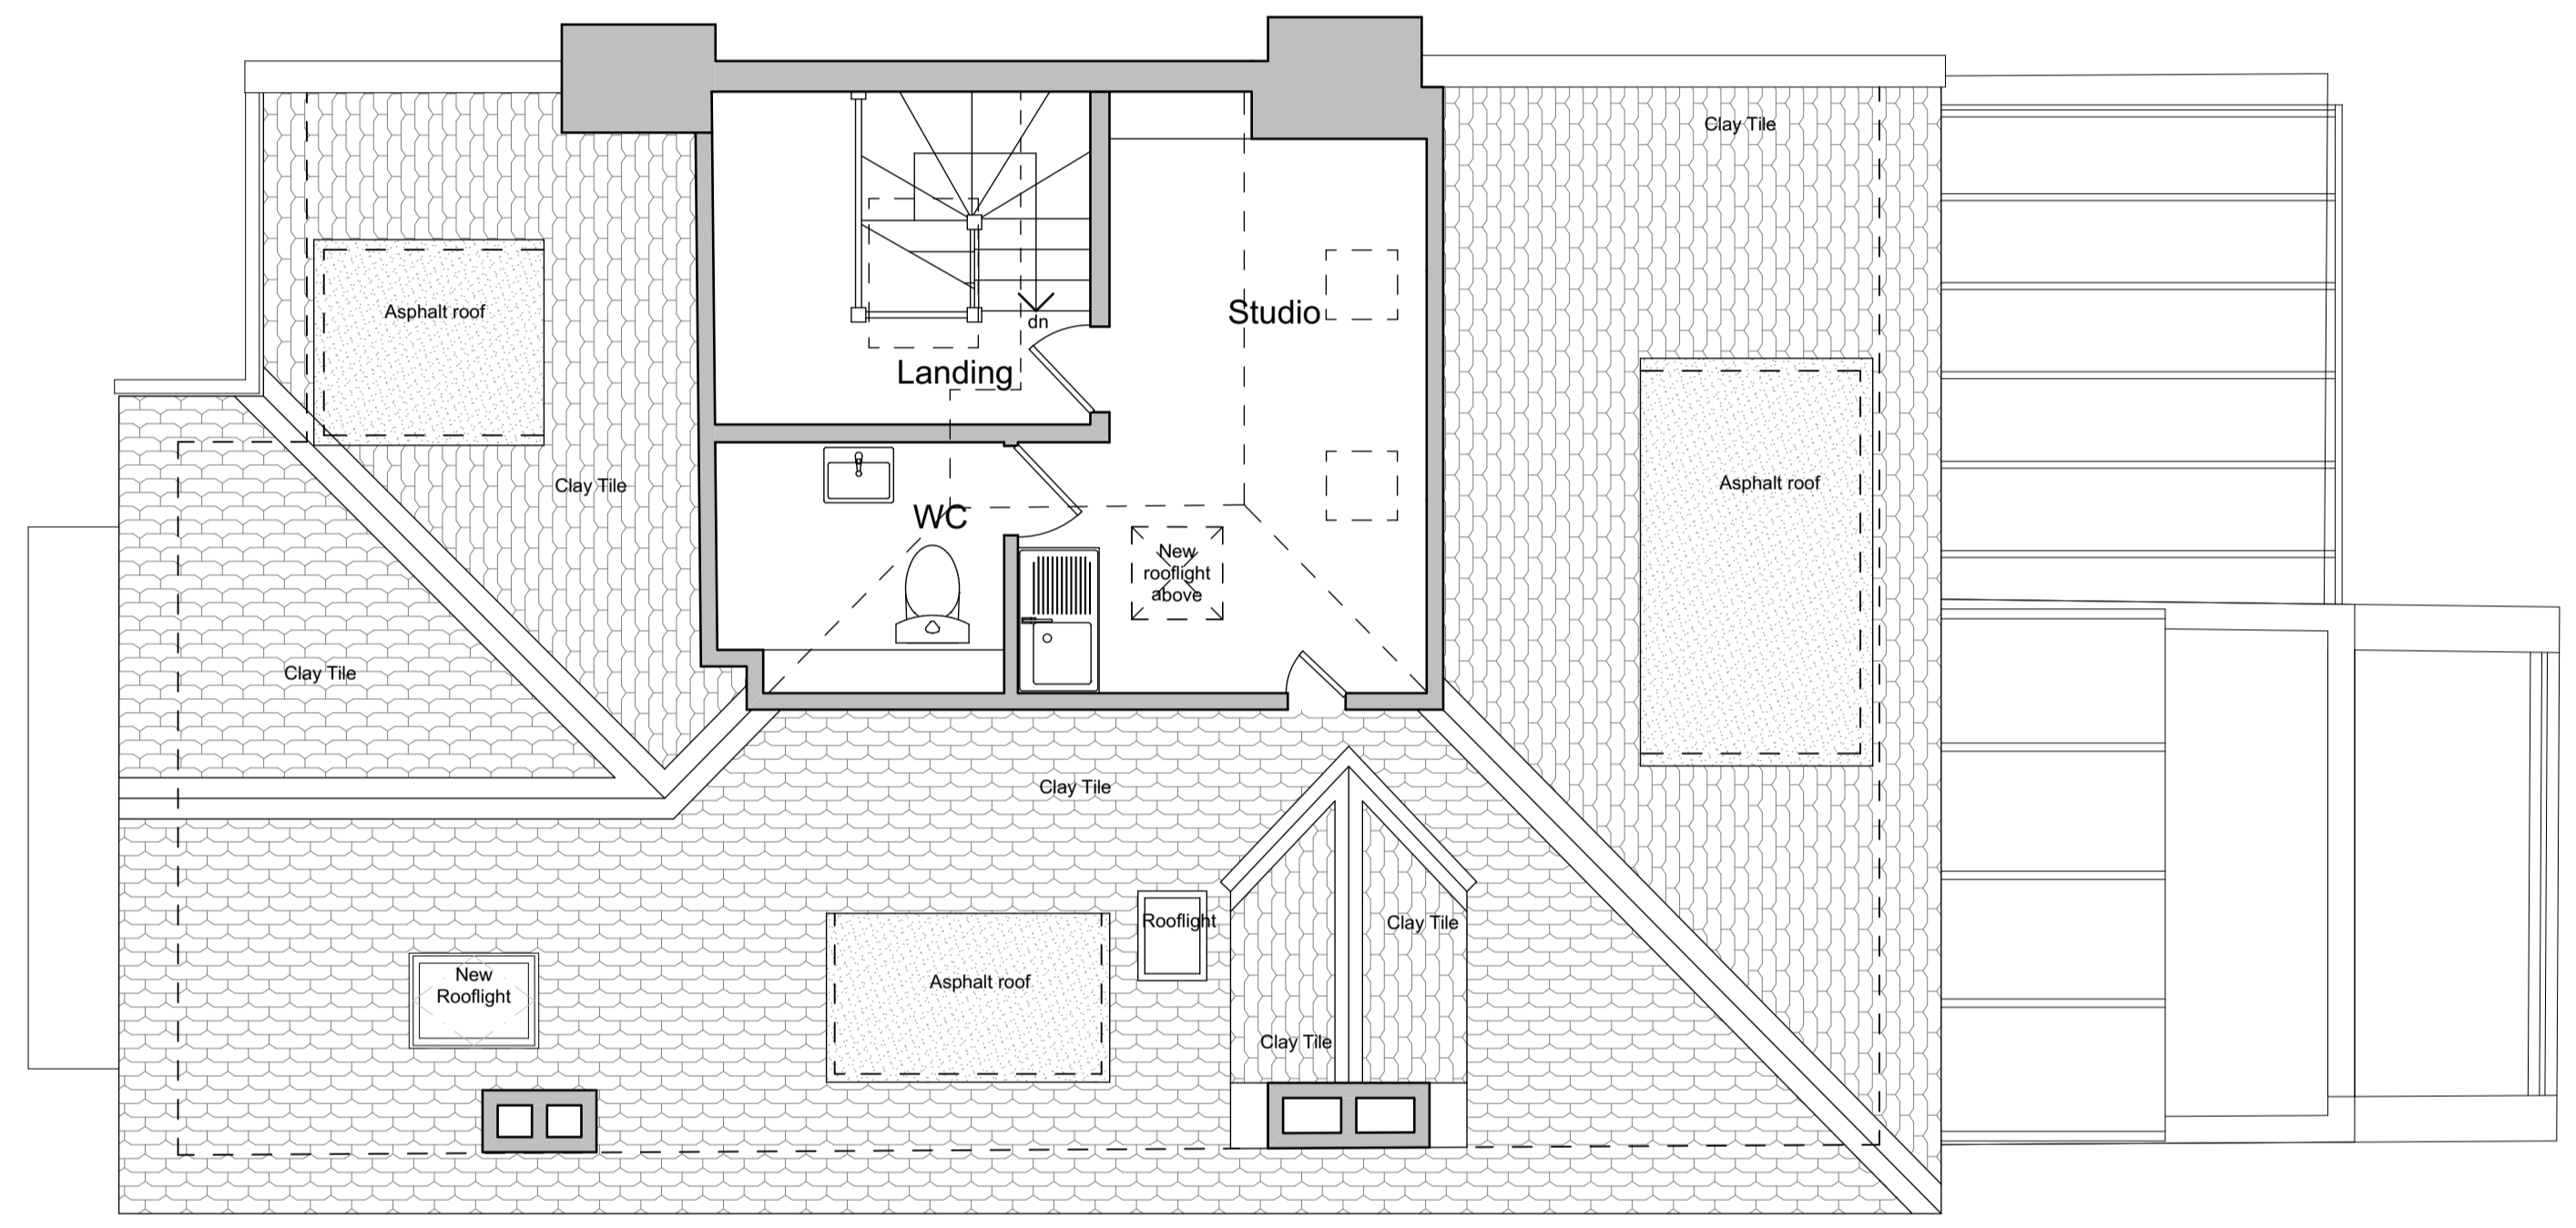 Clay Tile
Asphalt roof
Studio
dn
Landing
Clay Tile
Asphalt roof
WC
New
rooflight
above
Clay Tile
Clay Tile
Rooflight
Clay Tile
New
Rooflight
Asphalt roof
Clay Tile